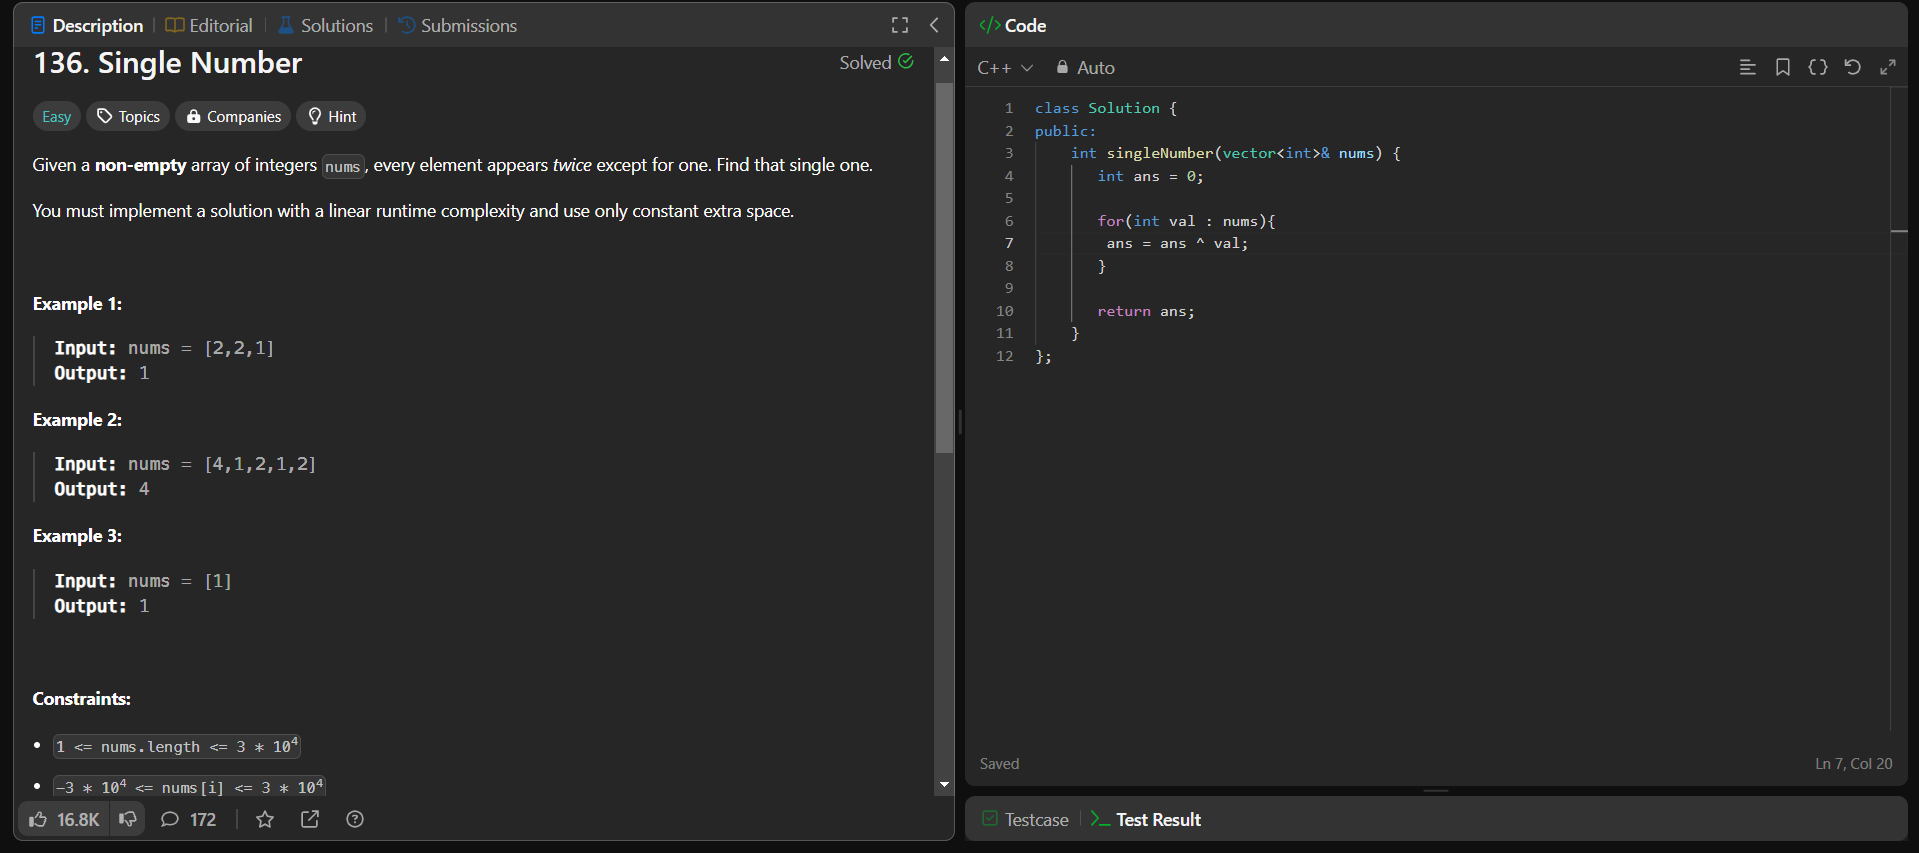 Description | Editorial | Solutions | Submissions
136. Single Number
Solved
Easy Topics Companies Hint
Given a non-empty array of integers nums, every element appears twice except for one. Find that single one.
You must implement a solution with a linear runtime complexity and use only constant extra space.
Example 1:
Input: nums = [2,2,1]
Output: 1
Example 2:
Input: nums = [4,1,2,1,2]
Output: 4
Example 3:
Input: nums = [1]
Output: 1
Constraints:
• 1 <= nums.length <= 3 * 10⁴
• -3 * 10⁴ <= nums[i] <= 3 * 10⁴
16.8K 172
</> Code
C++ Auto
1 class Solution {
2 public:
3     int singleNumber(vector<int>& nums) {
4        int ans = 0;
5
6        for(int val : nums){
7         ans = ans ^ val;
8        }
9
10        return ans;
11     }
12 };
Saved
Ln 7, Col 20
Testcase | >_ Test Result